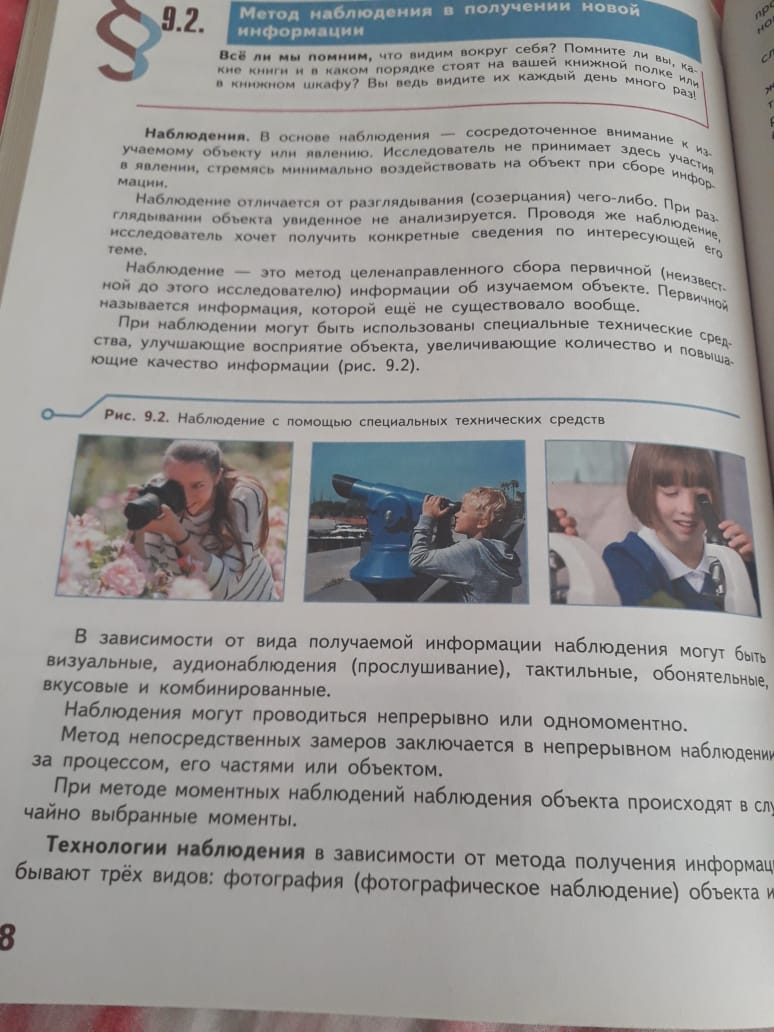 § 9.2.
Метод наблюдения в получении новой
информации
Всё ли мы помним, что видим вокруг себя? Помните ли вы, ка-
кие книги и в каком порядке стоят на вашей книжной полке или
в книжном шкафу? Вы ведь видите их каждый день много раз!
Наблюдения. В основе наблюдения — сосредоточенное внимание к из-
учаемому объекту или явлению. Исследователь не принимает здесь участия
в явлении, стремясь минимально воздействовать на объект при сборе инфор-
мации.
Наблюдение отличается от разглядывания (созерцания) чего-либо. При раз-
глядывании объекта увиденное не анализируется. Проводя же наблюдение,
исследователь хочет получить конкретные сведения по интересующей его
теме.
Наблюдение — это метод целенаправленного сбора первичной (неизвест-
ной до этого исследователю) информации об изучаемом объекте. Первичной
называется информация, которой ещё не существовало вообще.
При наблюдении могут быть использованы специальные технические сред-
ства, улучшающие восприятие объекта, увеличивающие количество и повыша-
ющие качество информации (рис. 9.2).
Рис. 9.2. Наблюдение с помощью специальных технических средств
В зависимости от вида получаемой информации наблюдения могут быть
визуальные, аудионаблюдения (прослушивание), тактильные, обонятельные,
вкусовые и комбинированные.
Наблюдения могут проводиться непрерывно или одномоментно.
Метод непосредственных замеров заключается в непрерывном наблюдении
за процессом, его частями или объектом.
При методе моментных наблюдений наблюдения объекта происходят в слу
чайно выбранные моменты.
Технологии наблюдения в зависимости от метода получения информац
бывают трёх видов: фотография (фотографическое наблюдение) объекта и
8